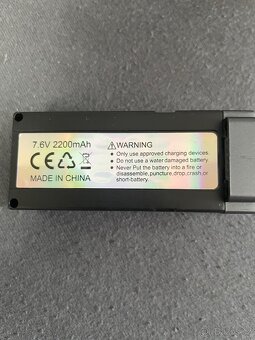 7.6V 2200mAh
CE
MADE IN CHINA
⚠WARNING
• Only use approved charging devices.
• Do not use a water damaged battery.
• Never Put the battery into a fire or
disassemble,puncture,drop,crash or
short-battery.